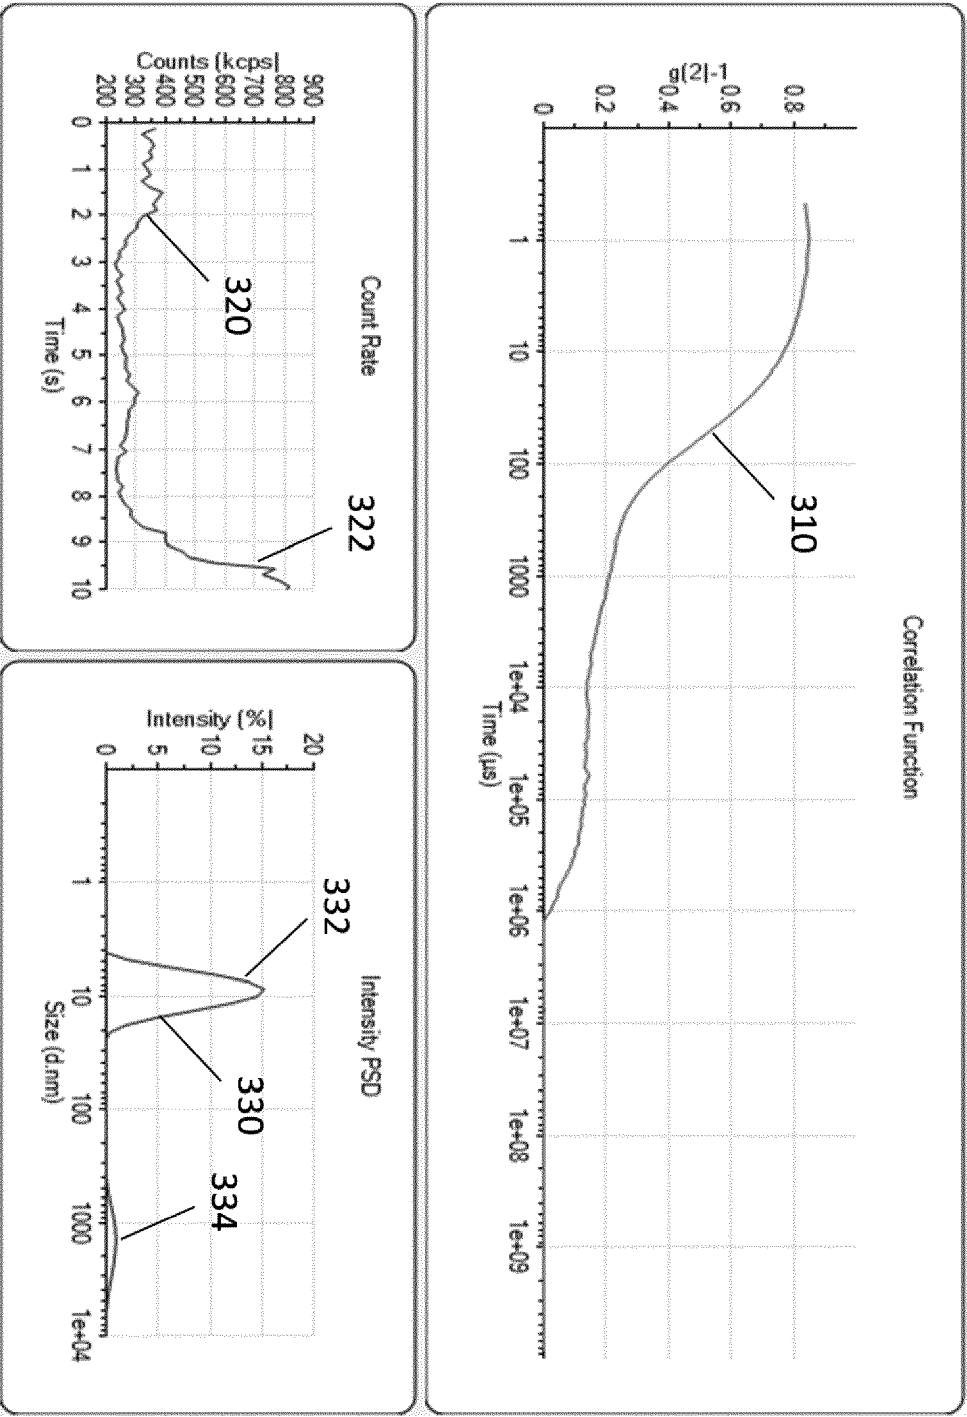 Correlation Function
g(2|-1
0.8
0.6
0.4
0.2
0
1
10
100
1000
1e+04
1e+05
1e+06
1e+07
1e+08
1e+09
Time (µs)
310
Count Rate
Counts (kcps|
900
800
700
600
500
400
300
200
0
1
2
3
4
5
6
7
8
9
10
Time (s)
320
322
Intensity PSD
Intensity (%|
20
15
10
5
0
1
10
100
1000
1e+04
Size (d.nm)
332
330
334